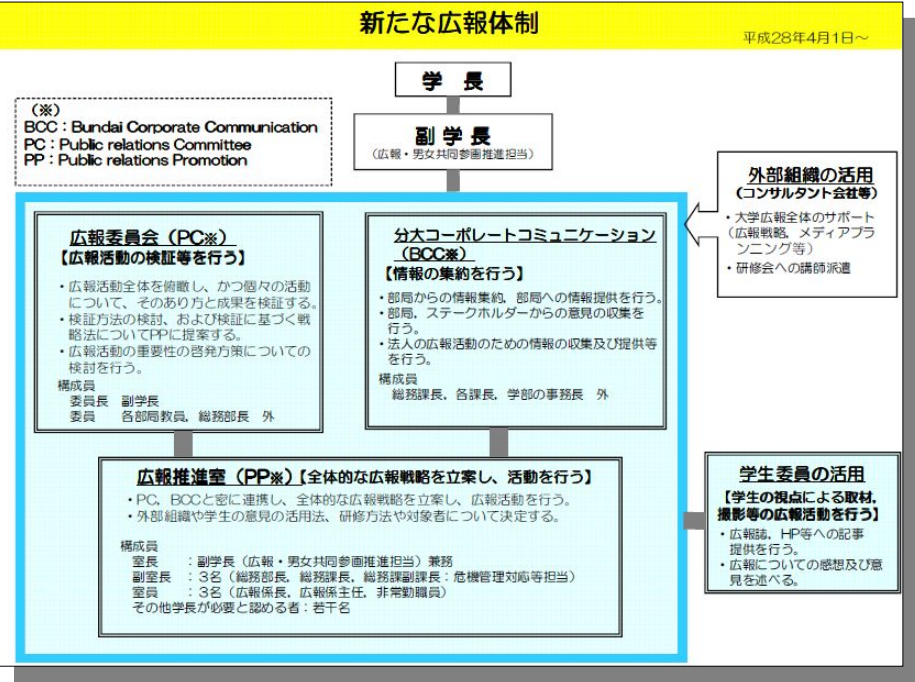 新たな広報体制
平成28年4月1日～
学　長
副 学 長
（広報・男女共同参画推進担当）
（※）
BCC：Bundai Corporate Communication
PC：Public relations Committee
PP：Public relations Promotion
外部組織の活用
（コンサルタント会社等）
・大学広報全体のサポート
（広報戦略、メディアプラ
ンニング等）
・研修会への講師派遣
広報委員会（PC※）
【広報活動の検証等を行う】
・広報活動全体を俯瞰し、かつ個々の活動
について、そのあり方と成果を検証する。
・検証方法の検討、および検証に基づく戦
略法についてPPに提案する。
・広報活動の重要性の啓発方策についての
検討を行う。
構成員
委員長　副学長
委員　　各部局教員，総務部長　外
分大コーポレートコミュニケーション
（BCC※）
【情報の集約を行う】
・部局からの情報集約，部局への情報提供を行う。
・部局，ステークホルダーからの意見の収集を
行う。
・法人の広報活動のための情報の収集及び提供等
を行う。
構成員
総務課長，各課長，学部の事務長　外
広報推進室（PP※）【全体的な広報戦略を立案し、活動を行う】
・PC，BCCと密に連携し、全体的な広報戦略を立案し、広報活動を行う。
・外部組織や学生の意見の活用法、研修方法や対象者について決定する。
構成員
室長　　：副学長（広報・男女共同参画推進担当）兼務
副室長　：３名（総務部長，総務課長，総務課副課長：危機管理対応等担当）
室員　　：３名（広報係長，広報係主任，非常勤職員）
その他学長が必要と認める者：若干名
学生委員の活用
【学生の視点による取材，
撮影等の広報活動を行う】
・広報誌，HP等への記事
提供を行う。
・広報についての感想及び意
見を述べる。